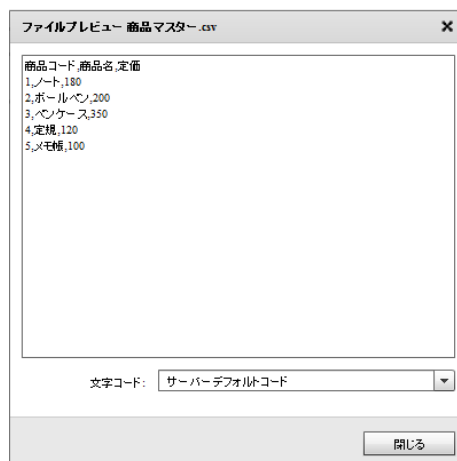 ファイルプレビュー 商品マスター.csv
商品コード,商品名,定価
1,ノート,180
2,ボールペン,200
3,ペンケース,350
4,定規,120
5,メモ帳,100
文字コード: サーバーデフォルトコード
閉じる